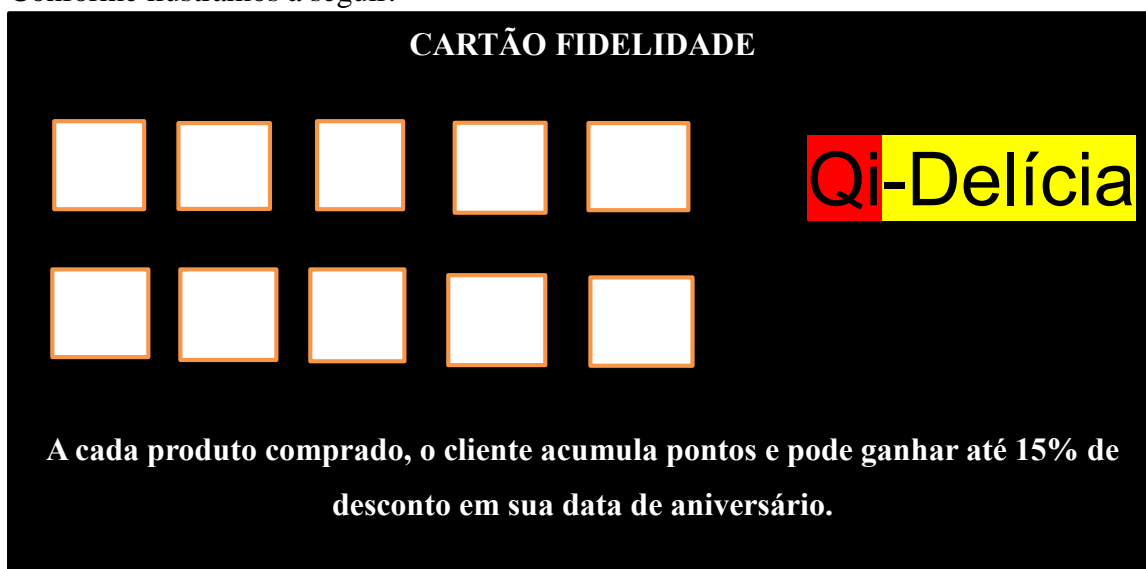 CARTÃO FIDELIDADE
Qi-Delícia
A cada produto comprado, o cliente acumula pontos e pode ganhar até 15% de
desconto em sua data de aniversário.